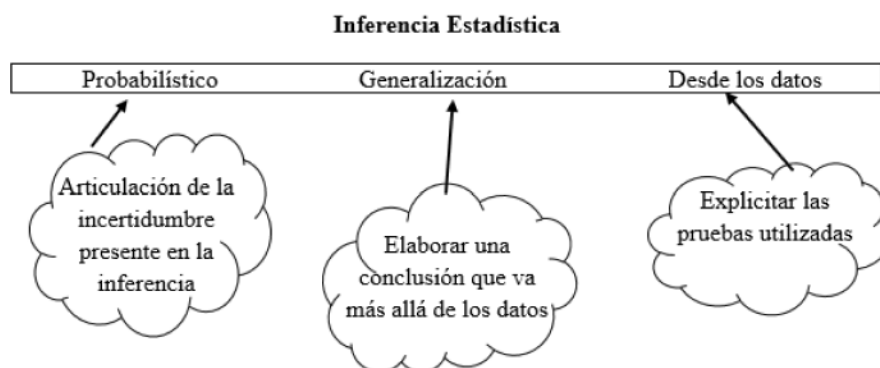 Inferencia Estadística
Probabilístico Generalización Desde los datos
Articulación de la
incertidumbre
presente en la
inferencia
Elaborar una
conclusión que va
más allá de los datos
Explicitar las
pruebas utilizadas